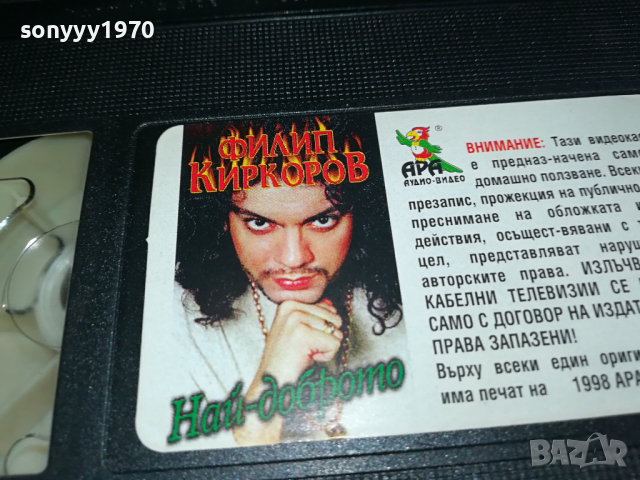 sonyyy1970
ФИЛИП
КИРКОРОВ
Най-доброто
®
АРА
АУДИО-ВИДЕО
ВНИМАНИЕ: Тази видеока
е предназ-начена само
домашно ползване. Всеки
презапис, прожекция на публично
преснимане на обложката и
действия, осъщест-вявани с
цел, представляват наруш
авторските права. ИЗЛЪЧВ
КАБЕЛНИ ТЕЛЕВИЗИИ СЕ
САМО С ДОГОВОР НА ИЗДАТ
ПРАВА ЗАПАЗЕНИ!
Върху всеки един ориги
има печат на 1998 АРА
BAZAR